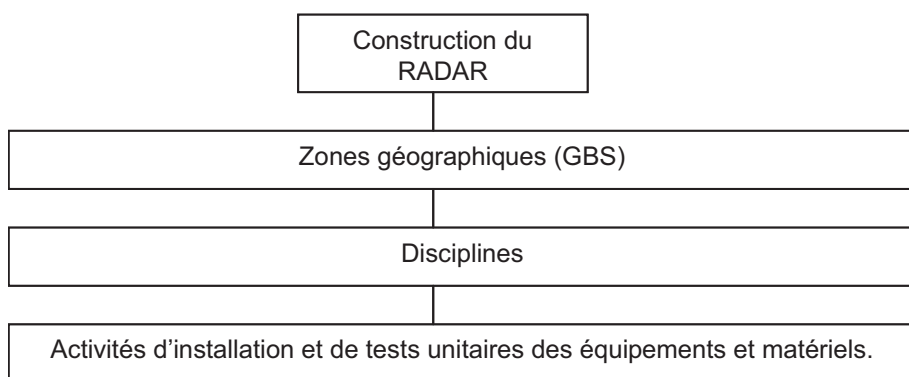 Construction du
RADAR
Zones géographiques (GBS)
Disciplines
Activités d’installation et de tests unitaires des équipements et matériels.